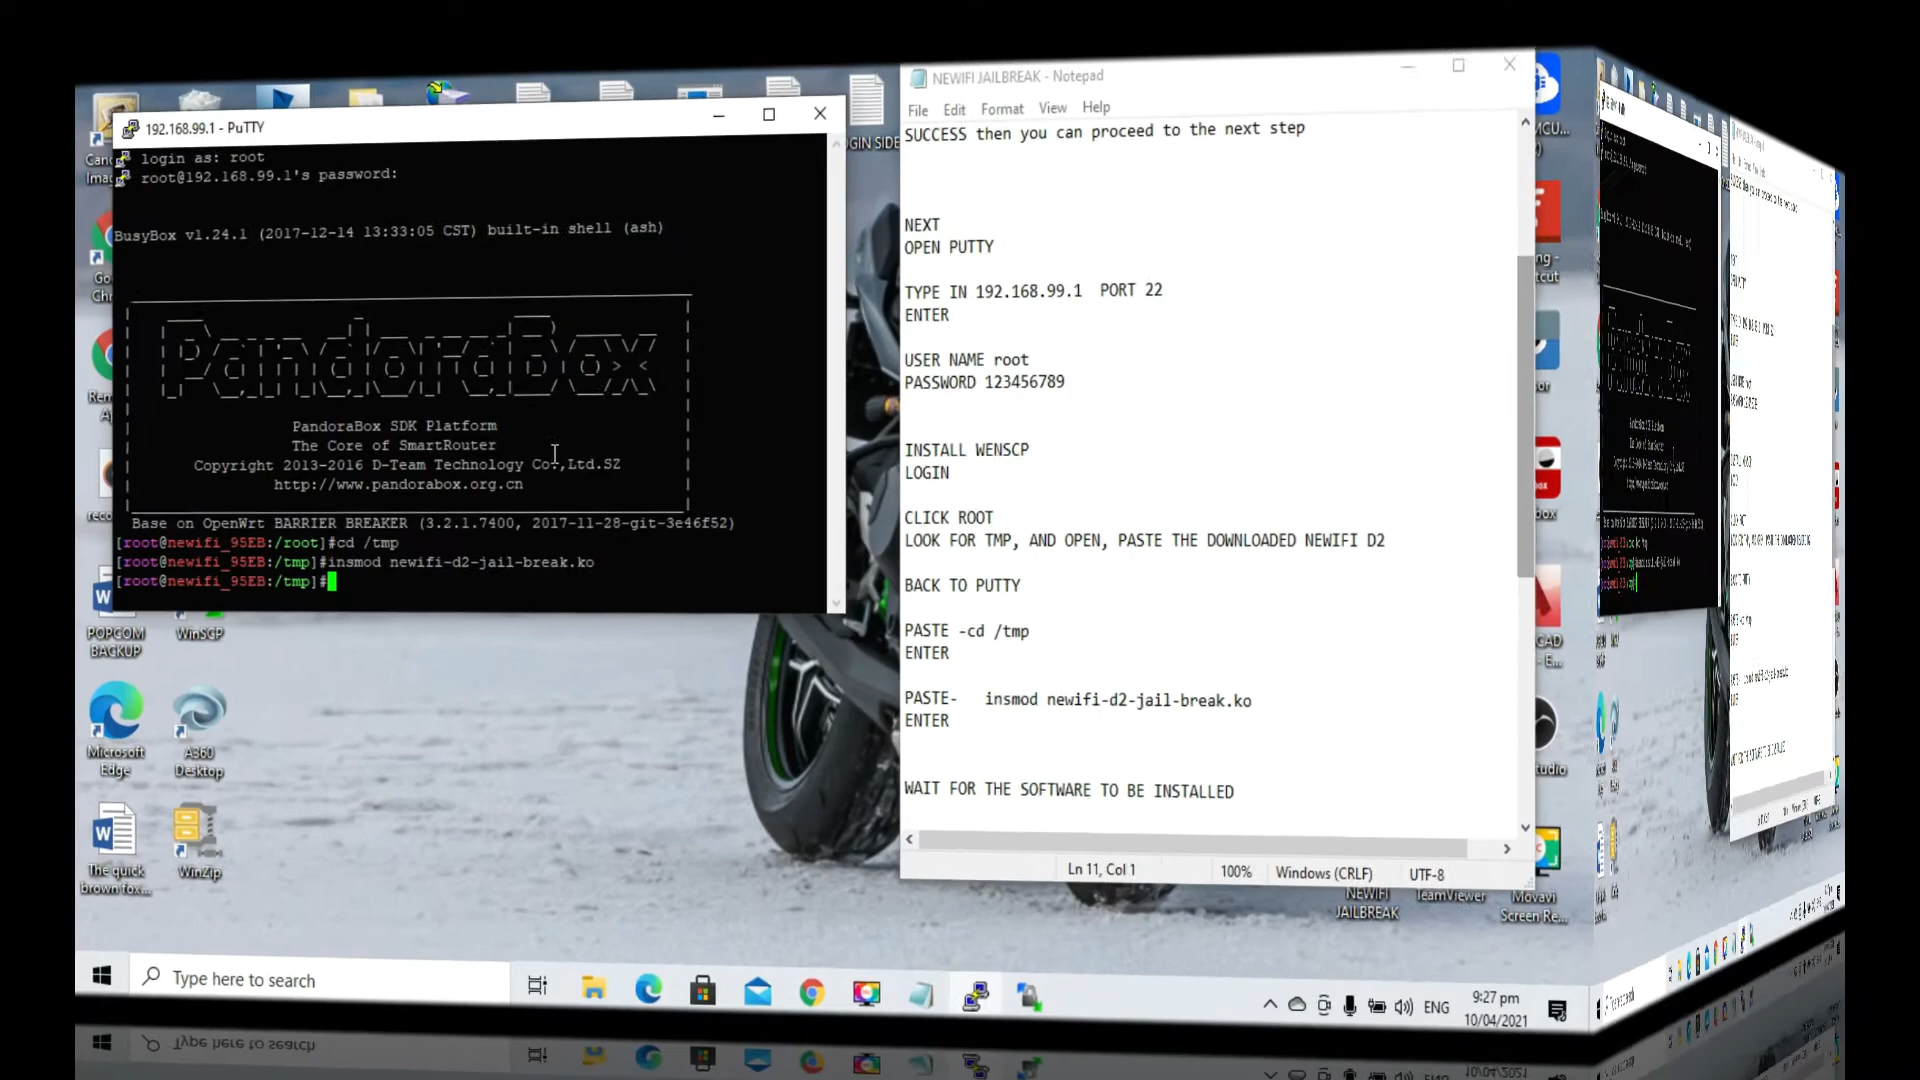 192.168.99.1 - PuTTY
login as: root
root@192.168.99.1's password:
BusyBox v1.24.1 (2017-12-14 13:33:05 CST) built-in shell (ash)
PandoraBox
PandoraBox SDK Platform
The Core of SmartRouter
Copyright 2013-2016 D-Team Technology Co.,Ltd.SZ
http://www.pandorabox.org.cn
Base on OpenWrt BARRIER BREAKER (3.2.1.7400, 2017-11-28-git-3e46f52)
[root@newifi_95EB:/root]#cd /tmp
[root@newifi_95EB:/tmp]#insmod newifi-d2-jail-break.ko
[root@newifi_95EB:/tmp]#
NEWIFI JAILBREAK - Notepad
File Edit Format View Help
SUCCESS then you can proceed to the next step
NEXT
OPEN PUTTY
TYPE IN 192.168.99.1 PORT 22
ENTER
USER NAME root
PASSWORD 123456789
INSTALL WENSCP
LOGIN
CLICK ROOT
LOOK FOR TMP, AND OPEN, PASTE THE DOWNLOADED NEWIFI D2
BACK TO PUTTY
PASTE -cd /tmp
ENTER
PASTE- insmod newifi-d2-jail-break.ko
ENTER
WAIT FOR THE SOFTWARE TO BE INSTALLED
Ln 11, Col 1
100%
Windows (CRLF)
UTF-8
POPCOM
BACKUP
WinSCP
Microsoft
Edge
A360
Desktop
The quick
brown fox...
WinZip
NEWIFI
JAILBREAK
TeamViewer
Movavi
Screen Re...
Type here to search
ENG
9:27 pm
10/04/2021